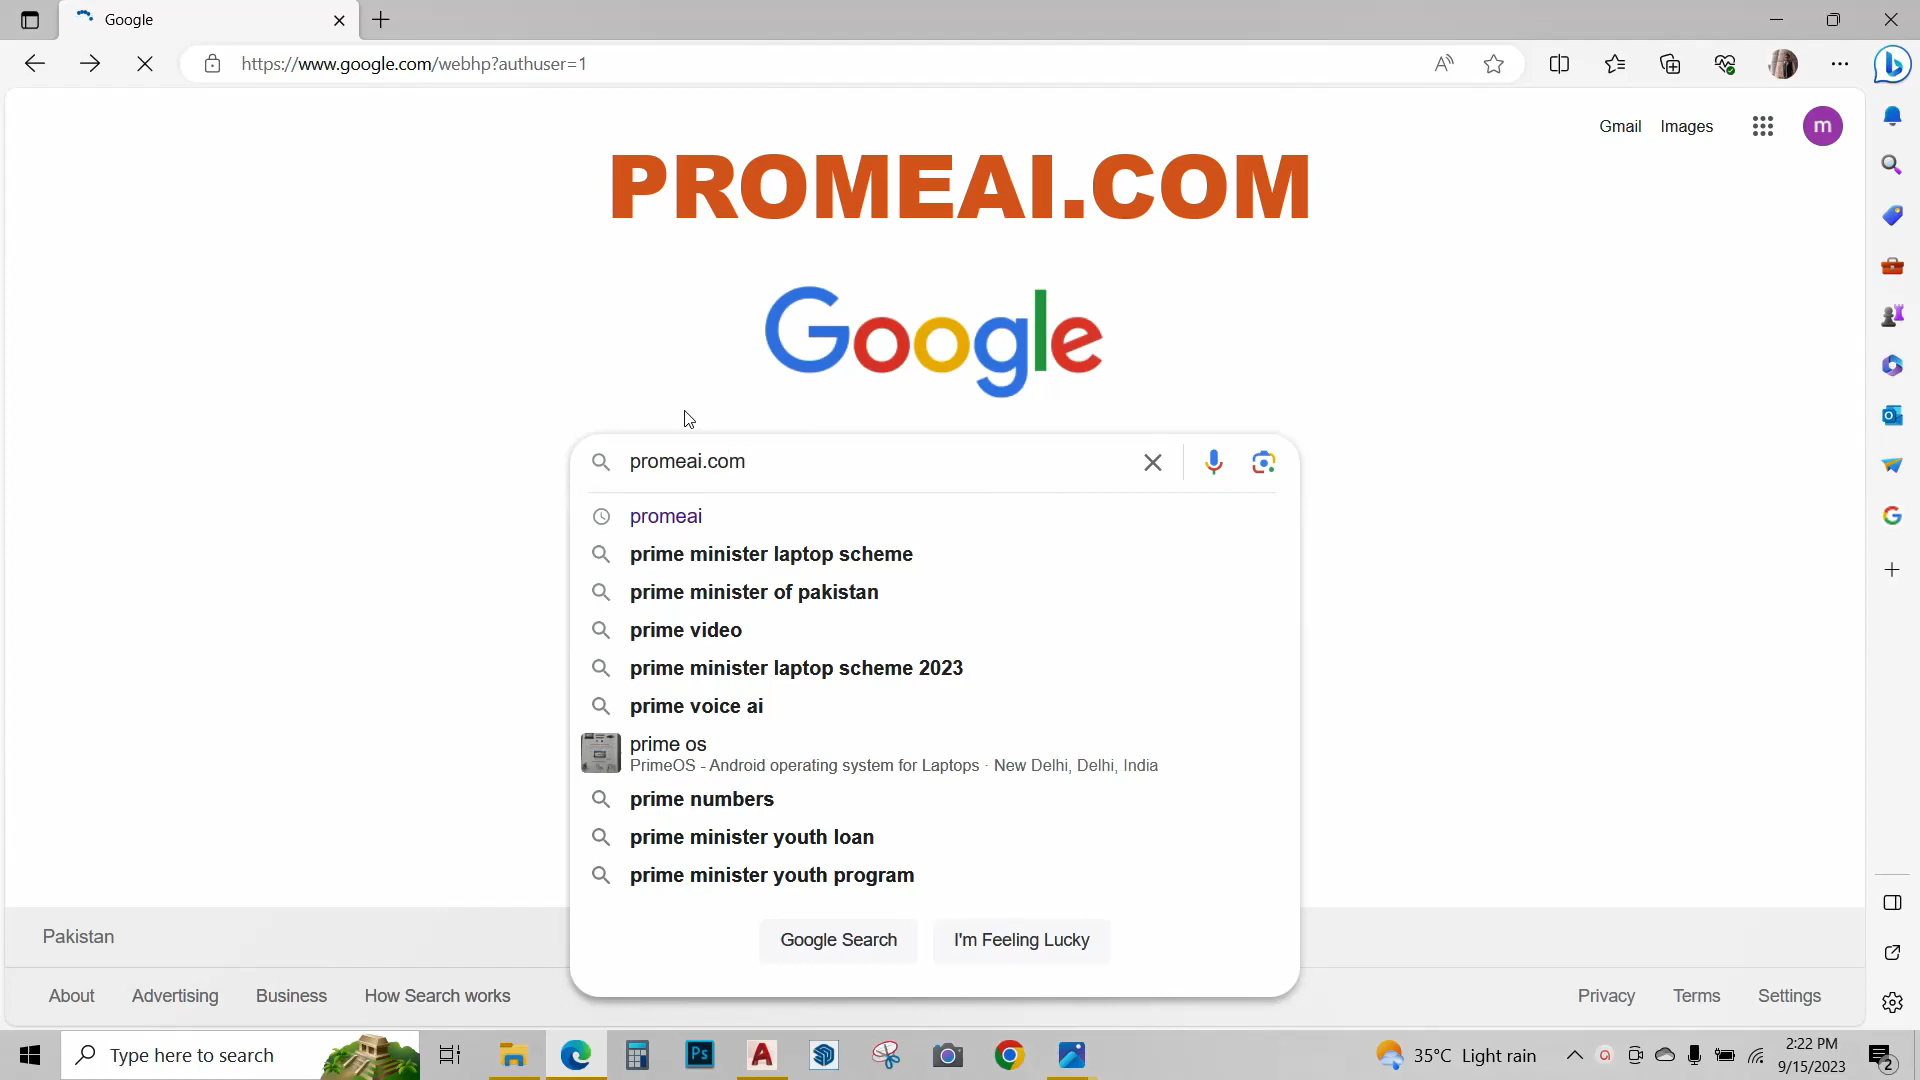 Google
https://www.google.com/webhp?authuser=1
Gmail Images
m
PROMEAI.COM
Google
promeai.com
promeai
prime minister laptop scheme
prime minister of pakistan
prime video
prime minister laptop scheme 2023
prime voice ai
prime os
PrimeOS - Android operating system for Laptops · New Delhi, Delhi, India
prime numbers
prime minister youth loan
prime minister youth program
Google Search I'm Feeling Lucky
Pakistan
About Advertising Business How Search works Privacy Terms Settings
Type here to search
Ps
35°C Light rain
2:22 PM
9/15/2023
2